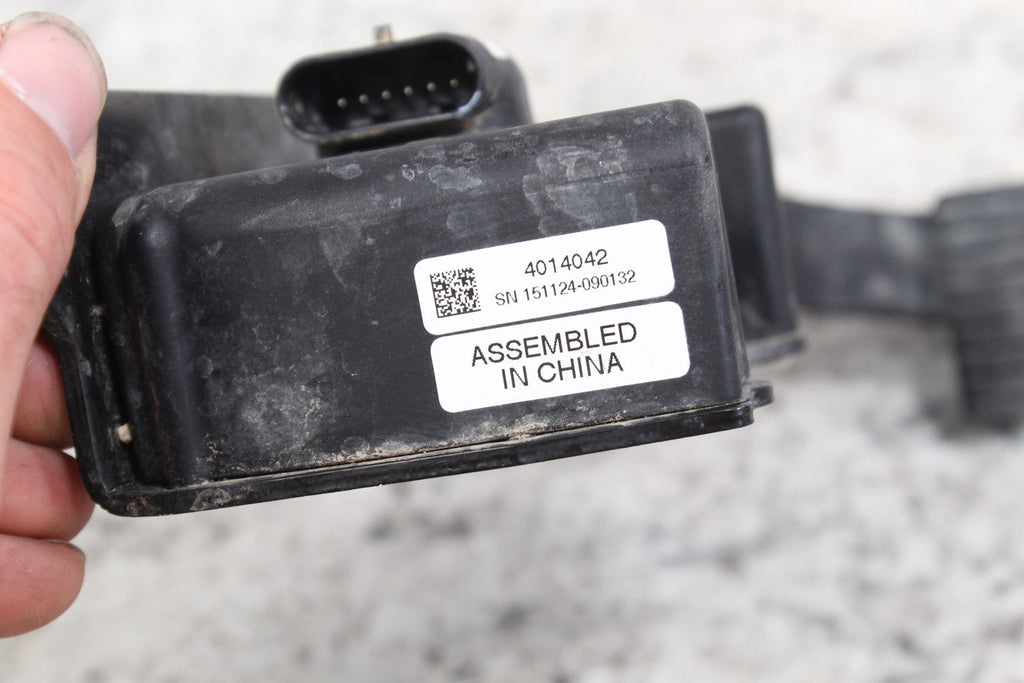 4014042
SN 151124-090132
ASSEMBLED
IN CHINA